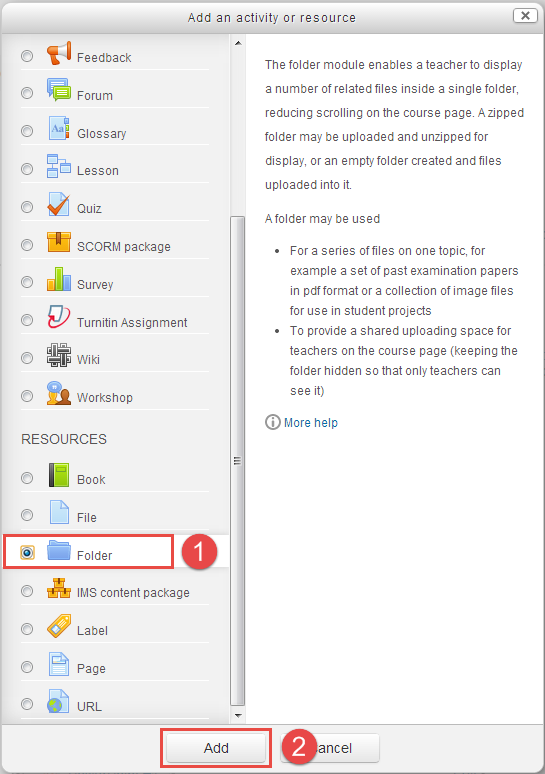 Add an activity or resource
Feedback
Forum
Glossary
Lesson
Quiz
SCORM package
Survey
Turnitin Assignment
Wiki
Workshop
RESOURCES
Book
File
Folder
1
IMS content package
Label
Page
URL
The folder module enables a teacher to display
a number of related files inside a single folder,
reducing scrolling on the course page. A zipped
folder may be uploaded and unzipped for
display, or an empty folder created and files
uploaded into it.
A folder may be used
• For a series of files on one topic, for
example a set of past examination papers
in pdf format or a collection of image files
for use in student projects
• To provide a shared uploading space for
teachers on the course page (keeping the
folder hidden so that only teachers can
see it)
More help
Add
2
ancel